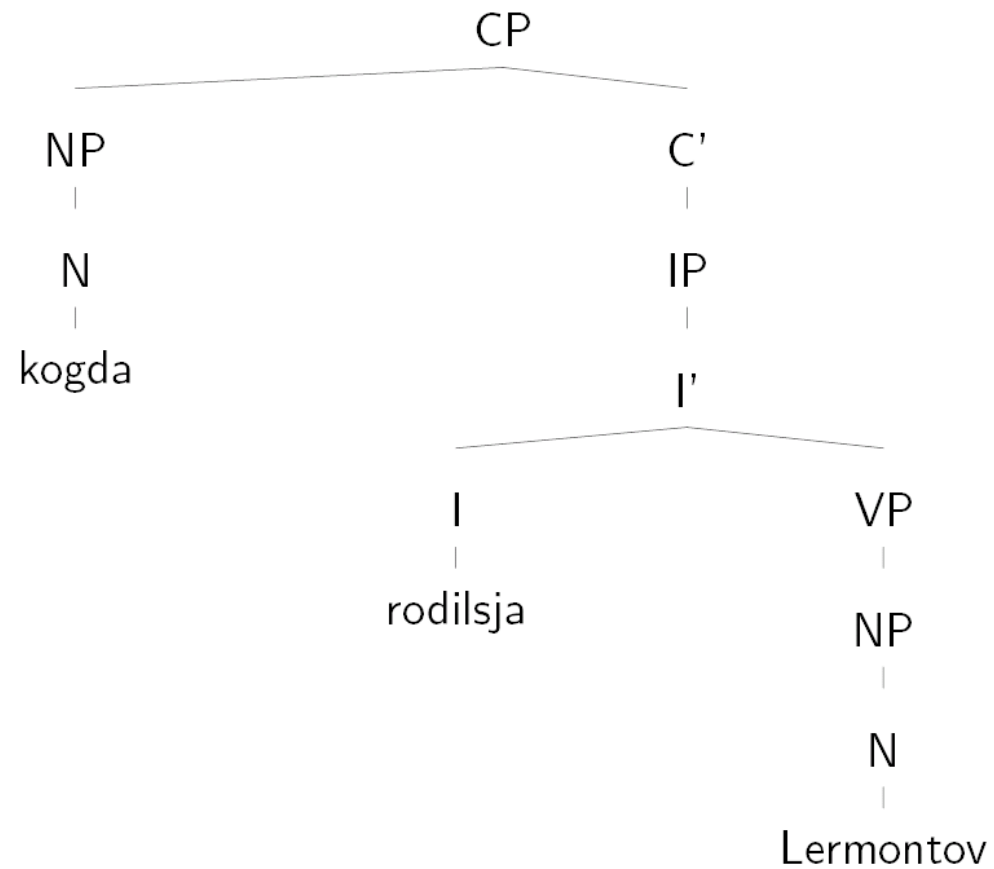 CP
NP C'
N IP
kogda
I'
I VP
rodilsja
NP
N
Lermontov